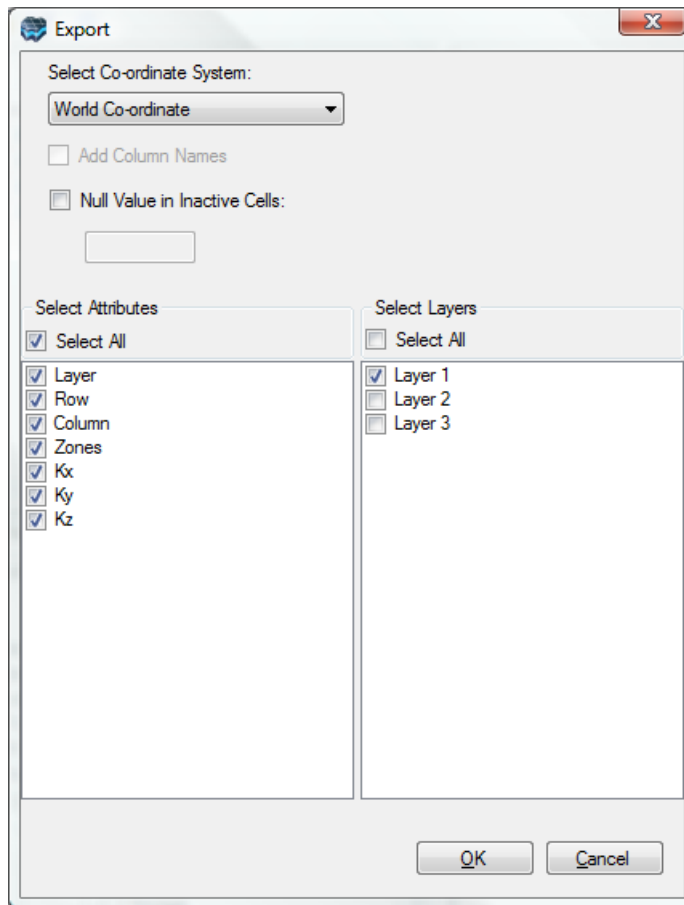 Export
Select Co-ordinate System:
World Co-ordinate
Add Column Names
Null Value in Inactive Cells:
Select Attributes
Select All
Layer
Row
Column
Zones
Kx
Ky
Kz
Select Layers
Select All
Layer 1
Layer 2
Layer 3
OK
Cancel